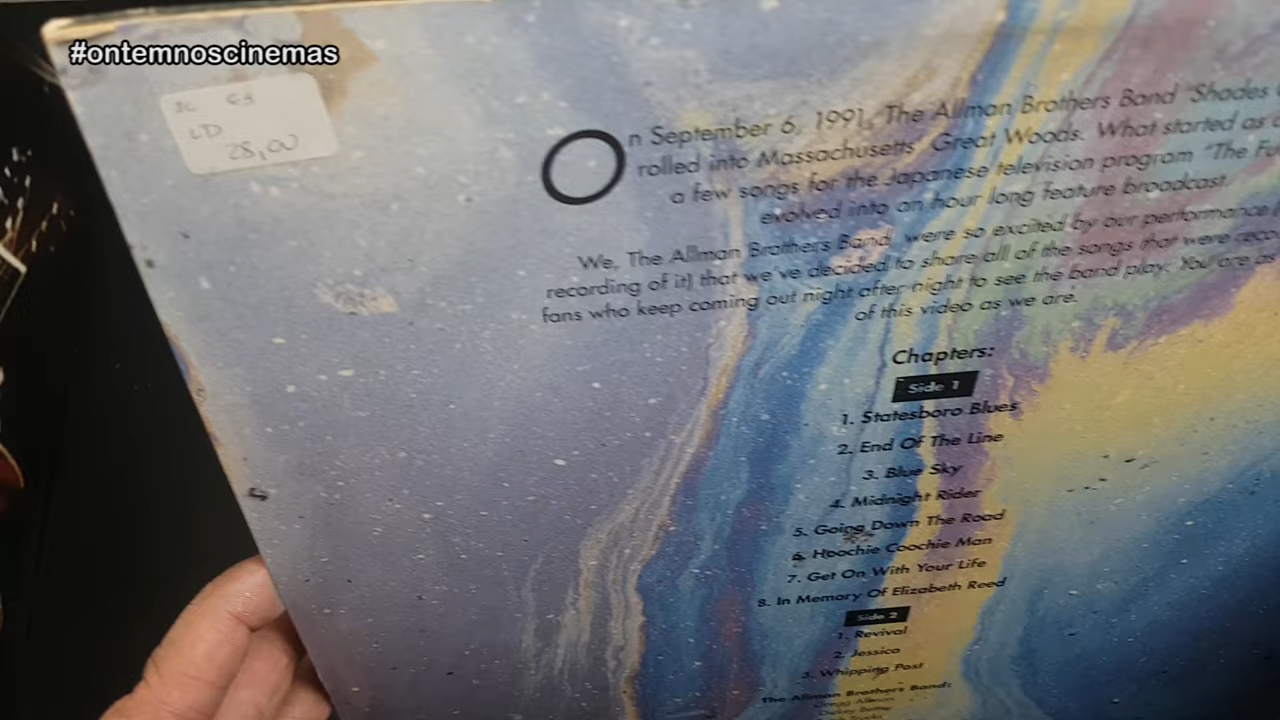 #ontemnoscinemas
LD
28,00
On September 6, 1991, The Allman Brothers Band "Shades
rolled into Massachusetts' Great Woods. What started as
a few songs for the Japanese television program "The
evolved into an hour long feature broadcast.
We, The Allman Brothers Band, were so excited by our performance
recording of it) that we've decided to share all of the songs that were
fans who keep coming out night after night to see the band play. You are as
of this video as we are.
Chapters:
Side 1
1. Statesboro Blues
2. End Of The Line
3. Blue Sky
4. Midnight Rider
5. Going Down The Road
6. Hoochie Coochie Man
7. Get On With Your Life
8. In Memory Of Elizabeth Reed
Side 2
1. Revival
2. Jessica
3. Whipping Post
The Allman Brothers Band:
Gregg Allman